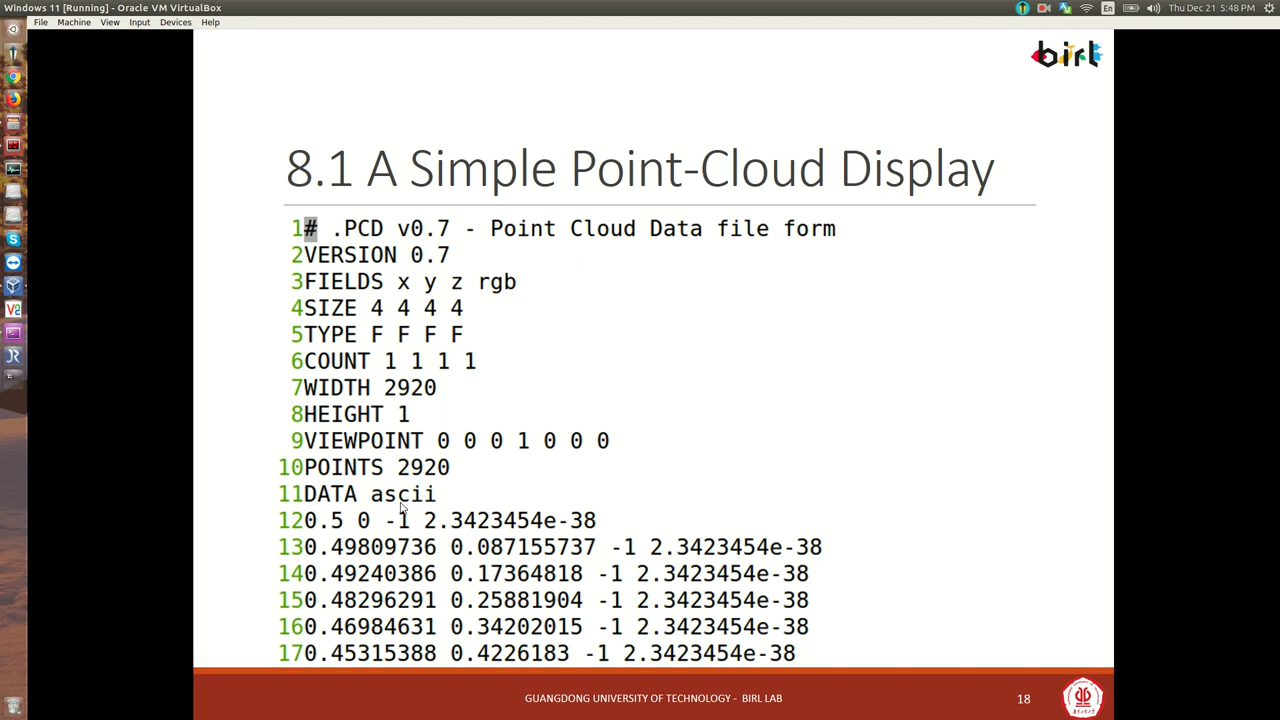 Windows 11 [Running] - Oracle VM VirtualBox
En
Thu Dec 21 5:48 PM
File Machine View Input Devices Help
birl
8.1 A Simple Point-Cloud Display
1# .PCD v0.7 - Point Cloud Data file form
2VERSION 0.7
3FIELDS x y z rgb
4SIZE 4 4 4 4
5TYPE F F F F
6COUNT 1 1 1 1
7WIDTH 2920
8HEIGHT 1
9VIEWPOINT 0 0 0 1 0 0 0
10POINTS 2920
11DATA ascii
120.5 0 -1 2.3423454e-38
130.49809736 0.087155737 -1 2.3423454e-38
140.49240386 0.17364818 -1 2.3423454e-38
150.48296291 0.25881904 -1 2.3423454e-38
160.46984631 0.34202015 -1 2.3423454e-38
170.45315388 0.4226183 -1 2.3423454e-38
GUANGDONG UNIVERSITY OF TECHNOLOGY - BIRL LAB
18